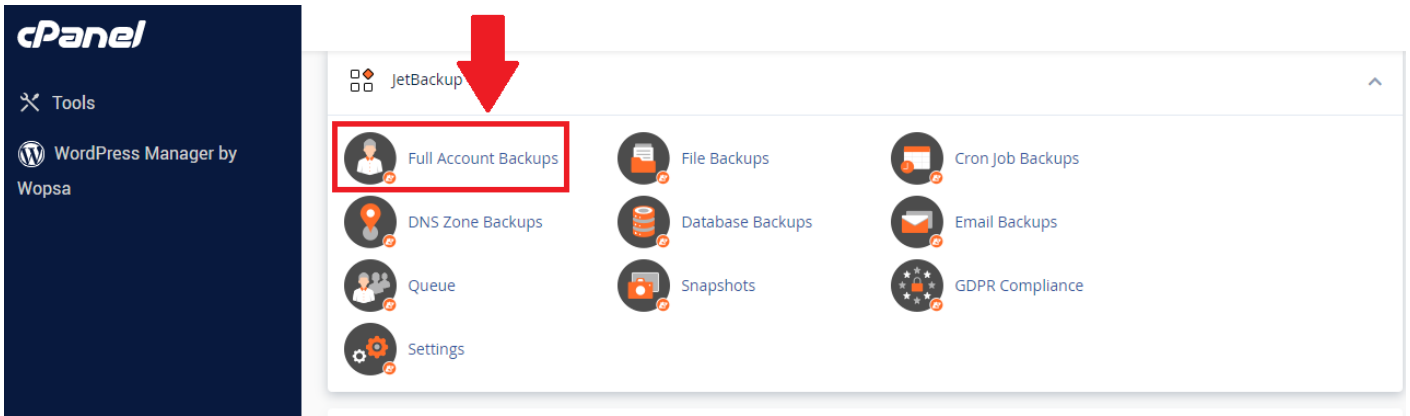 cPanel
Tools
WordPress Manager by
Wopsa
JetBackup
Full Account Backups
File Backups
Cron Job Backups
DNS Zone Backups
Database Backups
Email Backups
Queue
Snapshots
GDPR Compliance
Settings